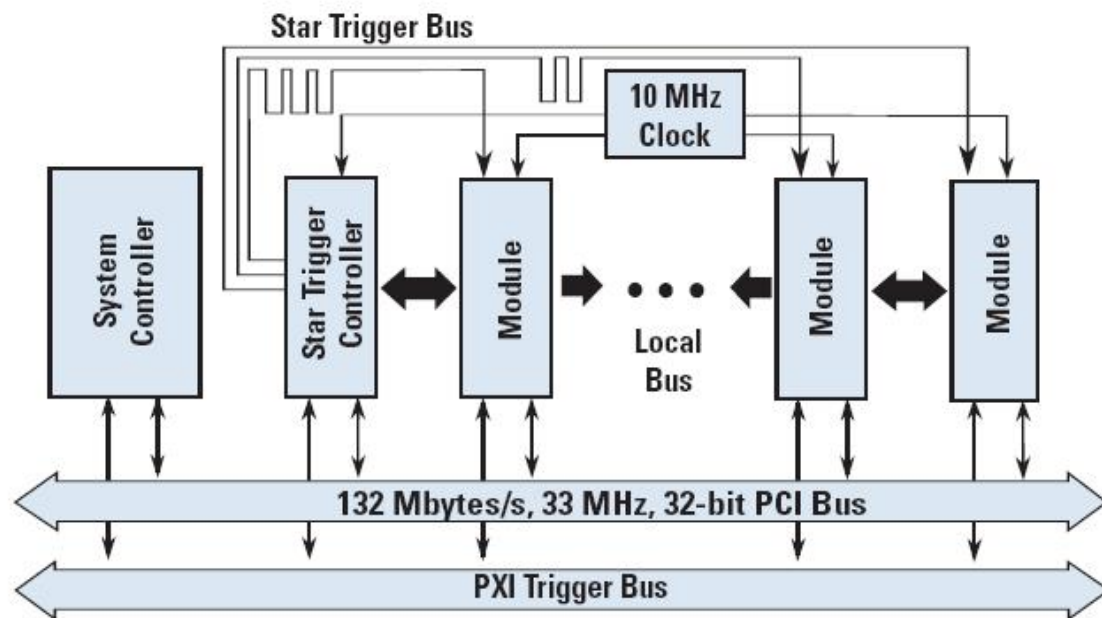 Star Trigger Bus
10 MHz
Clock
System
Controller
Star Trigger
Controller
Module
Local
Bus
Module
Module
132 Mbytes/s, 33 MHz, 32-bit PCI Bus
PXI Trigger Bus